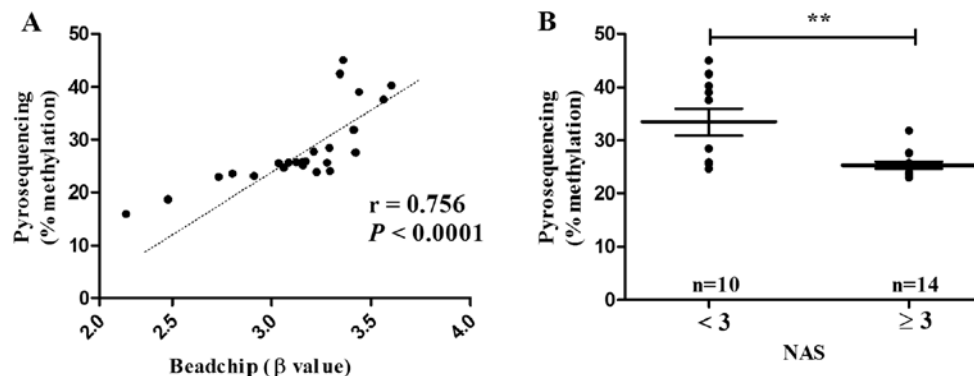 A
Pyrosequencing
(% methylation)
50
40
30
20
10
0
r = 0.756
P < 0.0001
2.0
2.5
3.0
3.5
4.0
Beadchip (β value)
B
**
Pyrosequencing
(% methylation)
50
40
30
20
10
0
n=10
n=14
< 3
≥ 3
NAS